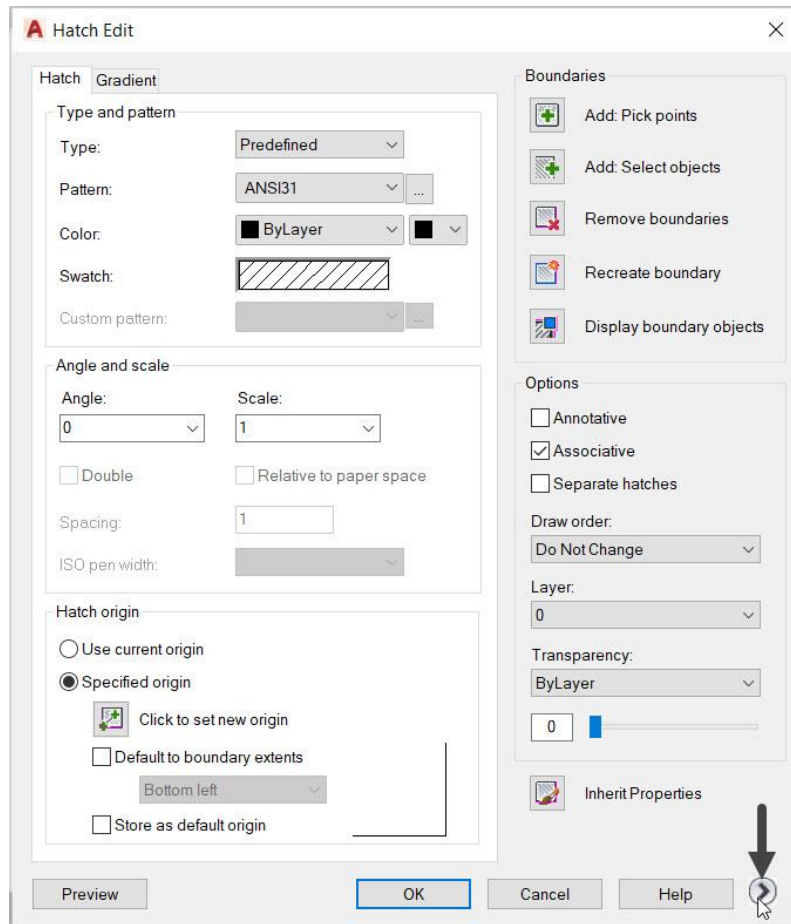 A Hatch Edit
Hatch Gradient
Type and pattern
Type: Predefined
Pattern: ANSI31 ...
Color: ByLayer
Swatch:
Custom pattern: ...
Angle and scale
Angle: Scale:
0 1
Double Relative to paper space
Spacing: 1
ISO pen width:
Hatch origin
Use current origin
Specified origin
Click to set new origin
Default to boundary extents
Bottom left
Store as default origin
Boundaries
Add: Pick points
Add: Select objects
Remove boundaries
Recreate boundary
Display boundary objects
Options
Annotative
Associative
Separate hatches
Draw order:
Do Not Change
Layer:
0
Transparency:
ByLayer
0
Inherit Properties
Preview OK Cancel Help